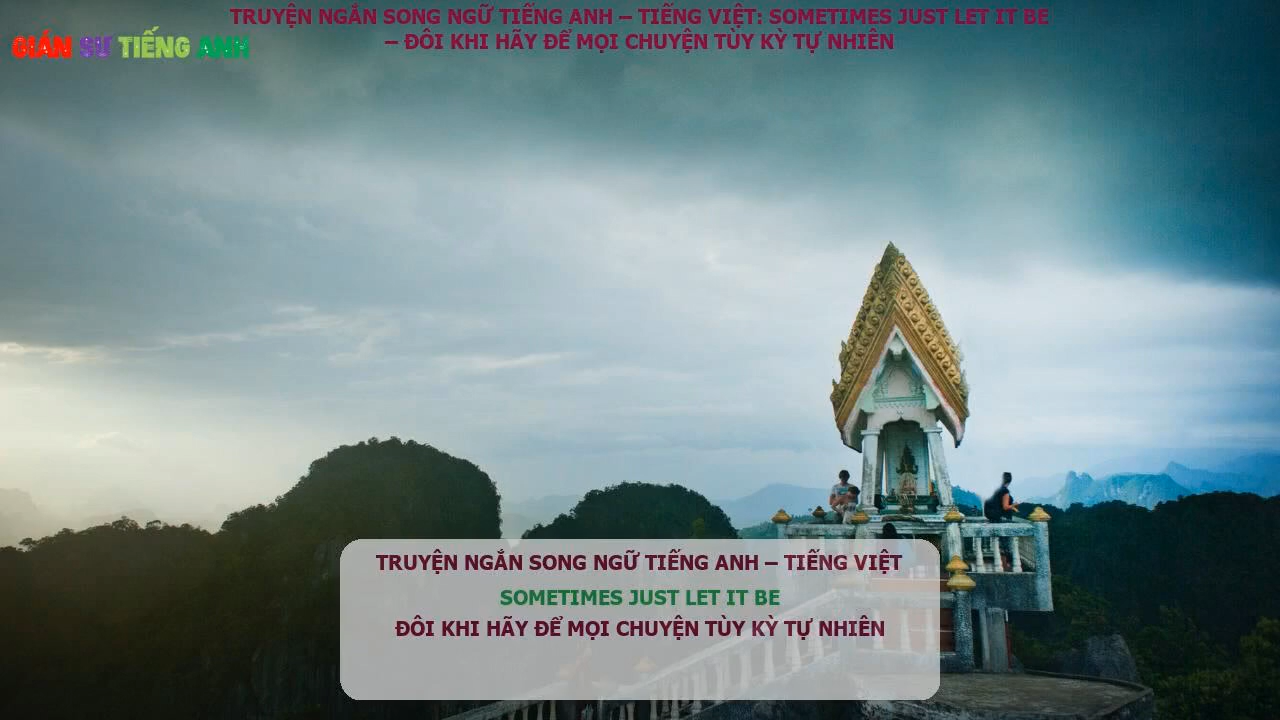 TRUYỆN NGẮN SONG NGỮ TIẾNG ANH – TIẾNG VIỆT: SOMETIMES JUST LET IT BE
– ĐÔI KHI HÃY ĐỂ MỌI CHUYỆN TÙY KỲ TỰ NHIÊN
GIÁN SƯ TIẾNG ANH
TRUYỆN NGẮN SONG NGỮ TIẾNG ANH – TIẾNG VIỆT
SOMETIMES JUST LET IT BE
ĐÔI KHI HÃY ĐỂ MỌI CHUYỆN TÙY KỲ TỰ NHIÊN